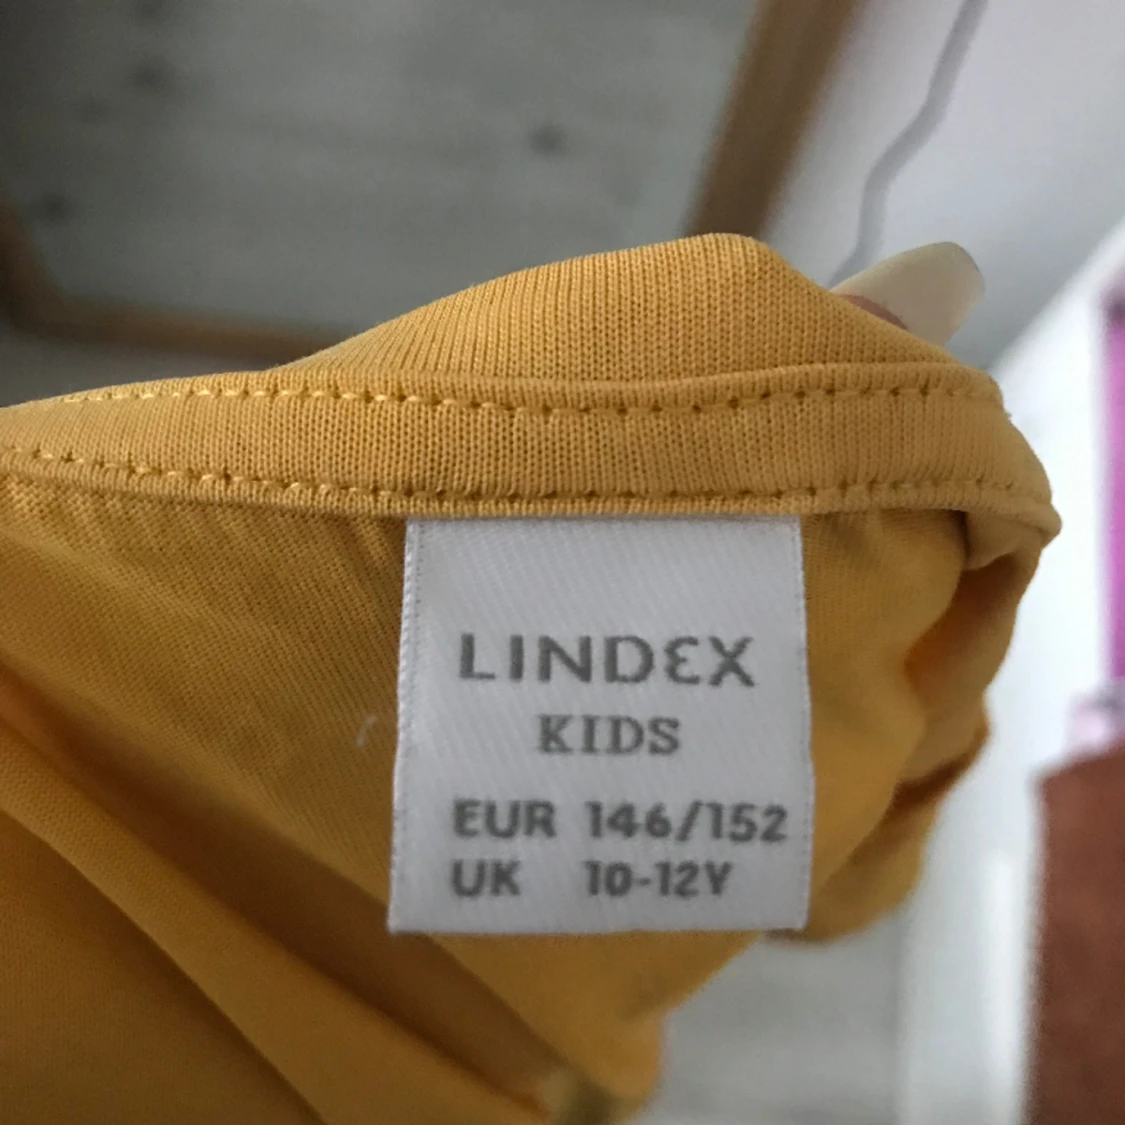 LINDEX
KIDS
EUR 146/152
UK 10-12Y